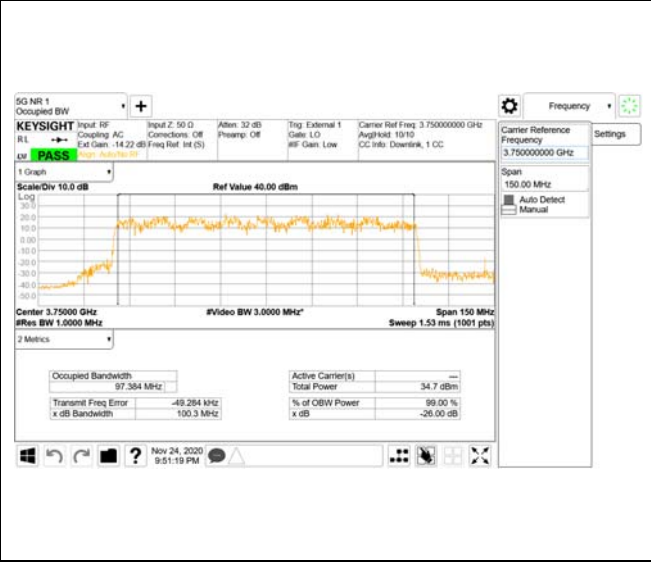 5G NR 1
Occupied BW
Frequency
KEYSIGHT
RL
LXI
PASS
Input: RF
Coupling: AC
Ext Gain: -14.22 dB
Align: Auto/No RF
Input Z: 50 Ω
Corrections: Off
Freq Ref: Int (S)
Atten: 32 dB
Preamp: Off
Trig: External 1
Gate: LO
#IF Gain: Low
Carrier Ref Freq: 3.750000000 GHz
Avg|Hold: 10/10
CC Info: Downlink, 1 CC
Carrier Reference
Frequency
3.750000000 GHz
Settings
Span
150.00 MHz
Auto Detect
Manual
1 Graph
Scale/Div 10.0 dB
Ref Value 40.00 dBm
Log
30.0
20.0
10.0
0.00
-10.0
-20.0
-30.0
-40.0
-50.0
Center 3.75000 GHz
#Video BW 3.0000 MHz*
Span 150 MHz
#Res BW 1.0000 MHz
Sweep 1.53 ms (1001 pts)
2 Metrics
Occupied Bandwidth
97.384 MHz
Transmit Freq Error -49.284 kHz
x dB Bandwidth 100.3 MHz
Active Carrier(s) —
Total Power 34.7 dBm
% of OBW Power 99.00 %
x dB -26.00 dB
Nov 24, 2020
9:51:19 PM